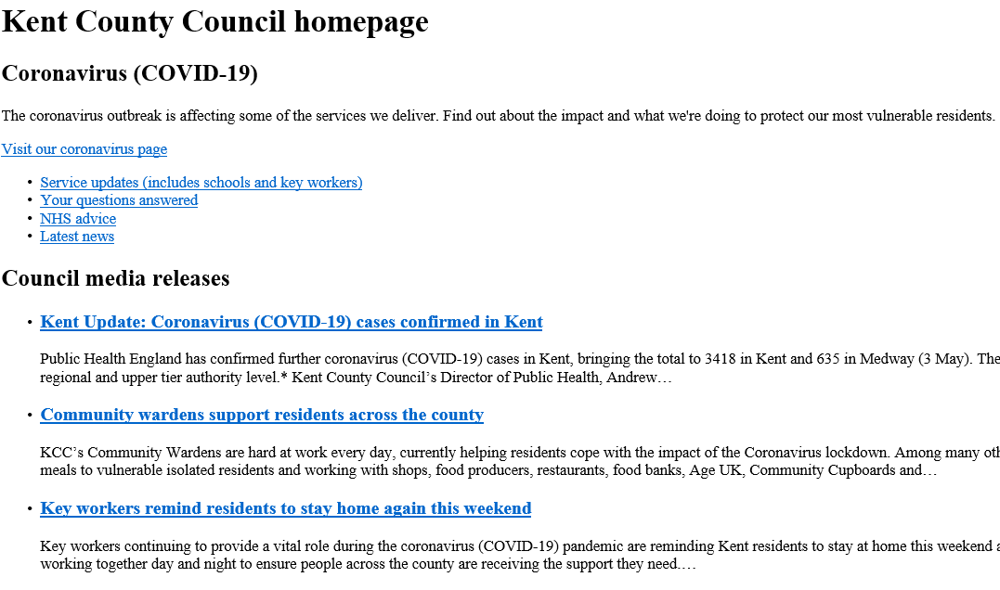 Kent County Council homepage
Coronavirus (COVID-19)
The coronavirus outbreak is affecting some of the services we deliver. Find out about the impact and what we're doing to protect our most vulnerable residents.
Visit our coronavirus page
• Service updates (includes schools and key workers)
• Your questions answered
• NHS advice
• Latest news
Council media releases
• Kent Update: Coronavirus (COVID-19) cases confirmed in Kent
Public Health England has confirmed further coronavirus (COVID-19) cases in Kent, bringing the total to 3418 in Kent and 635 in Medway (3 May). The
regional and upper tier authority level.* Kent County Council’s Director of Public Health, Andrew…
• Community wardens support residents across the county
KCC’s Community Wardens are hard at work every day, currently helping residents cope with the impact of the Coronavirus lockdown. Among many
meals to vulnerable isolated residents and working with shops, food producers, restaurants, food banks, Age UK, Community Cupboards and…
• Key workers remind residents to stay home again this weekend
Key workers continuing to provide a vital role during the coronavirus (COVID-19) pandemic are reminding Kent residents to stay at home this weekend
working together day and night to ensure people across the county are receiving the support they need.…